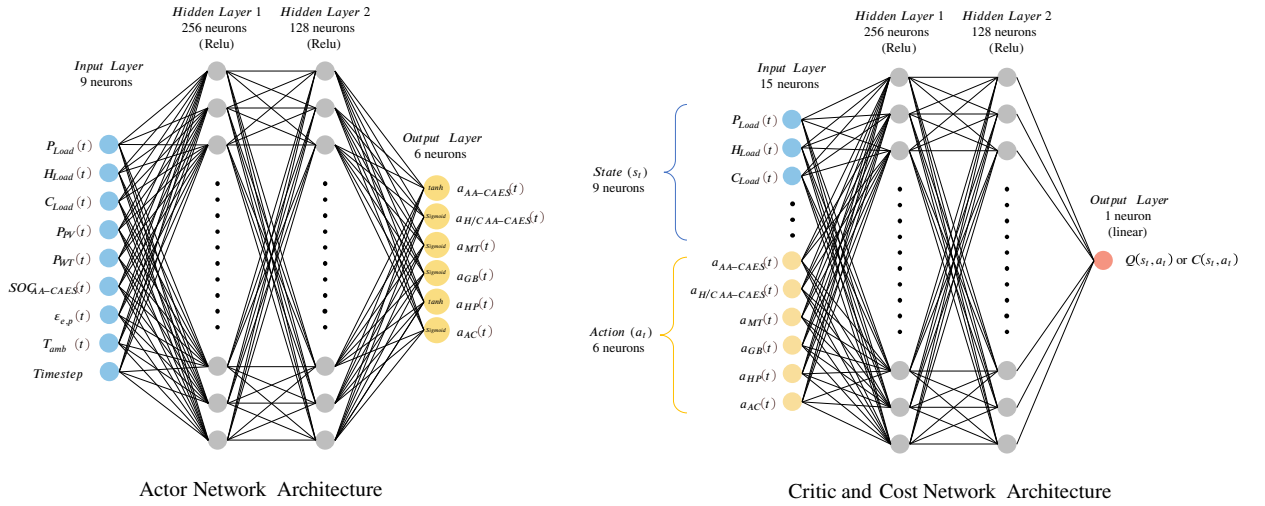 Hidden Layer 1
256 neurons
(Relu)
Hidden Layer 2
128 neurons
(Relu)
Input Layer
9 neurons
P_Load(t)
H_Load(t)
C_Load(t)
P_PV(t)
P_WT(t)
SOC_AA−CAES(t)
ε_e,p(t)
T_amb (t)
Timestep
Output Layer
6 neurons
tanh a_AA−CAES(t)
Sigmoid a_H/C AA−CAES(t)
Sigmoid a_MT(t)
Sigmoid a_GB(t)
tanh a_HP(t)
Sigmoid a_AC(t)
Actor Network Architecture
Hidden Layer 1
256 neurons
(Relu)
Hidden Layer 2
128 neurons
(Relu)
Input Layer
15 neurons
State (s_t)
9 neurons
P_Load(t)
H_Load(t)
C_Load(t)
Action (a_t)
6 neurons
a_AA−CAES(t)
a_H/C AA−CAES(t)
a_MT(t)
a_GB(t)
a_HP(t)
a_AC(t)
Output Layer
1 neuron
(linear)
Q(s_t, a_t) or C(s_t, a_t)
Critic and Cost Network Architecture